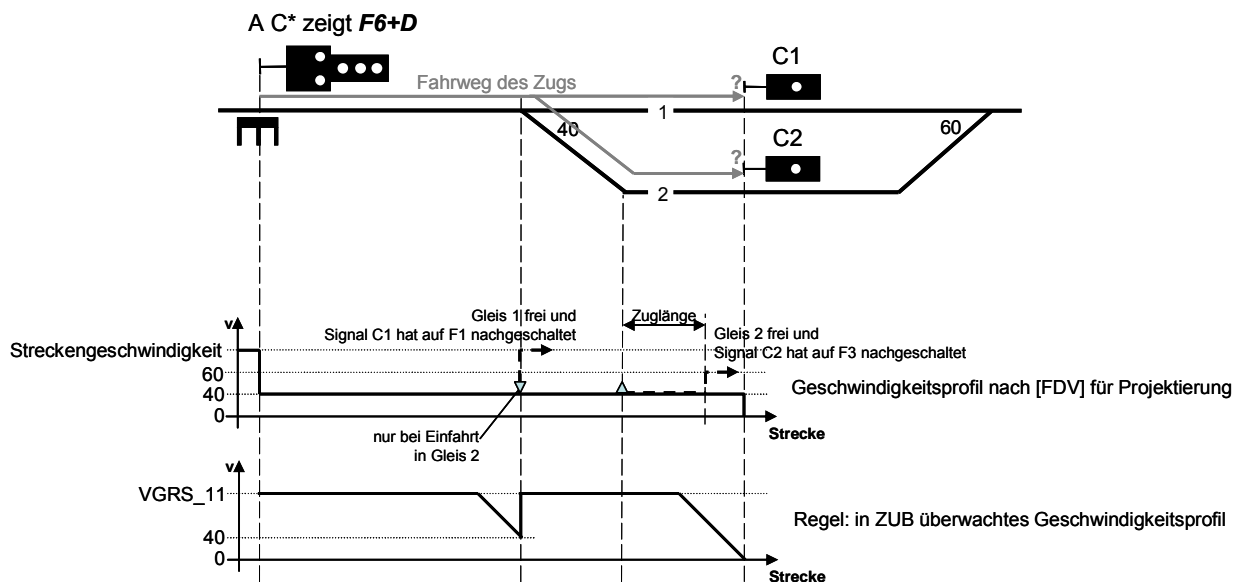 A C* zeigt F6+D
C1
Fahrweg des Zugs
?
1
40
60
C2
?
2
Gleis 1 frei und
Signal C1 hat auf F1 nachgeschaltet
Zuglänge
Gleis 2 frei und
Signal C2 hat auf F3 nachgeschaltet
v
Streckengeschwindigkeit
60
40
0
Geschwindigkeitsprofil nach [FDV] für Projektierung
Strecke
nur bei Einfahrt
in Gleis 2
v
VGRS_11
40
0
Regel: in ZUB überwachtes Geschwindigkeitsprofil
Strecke